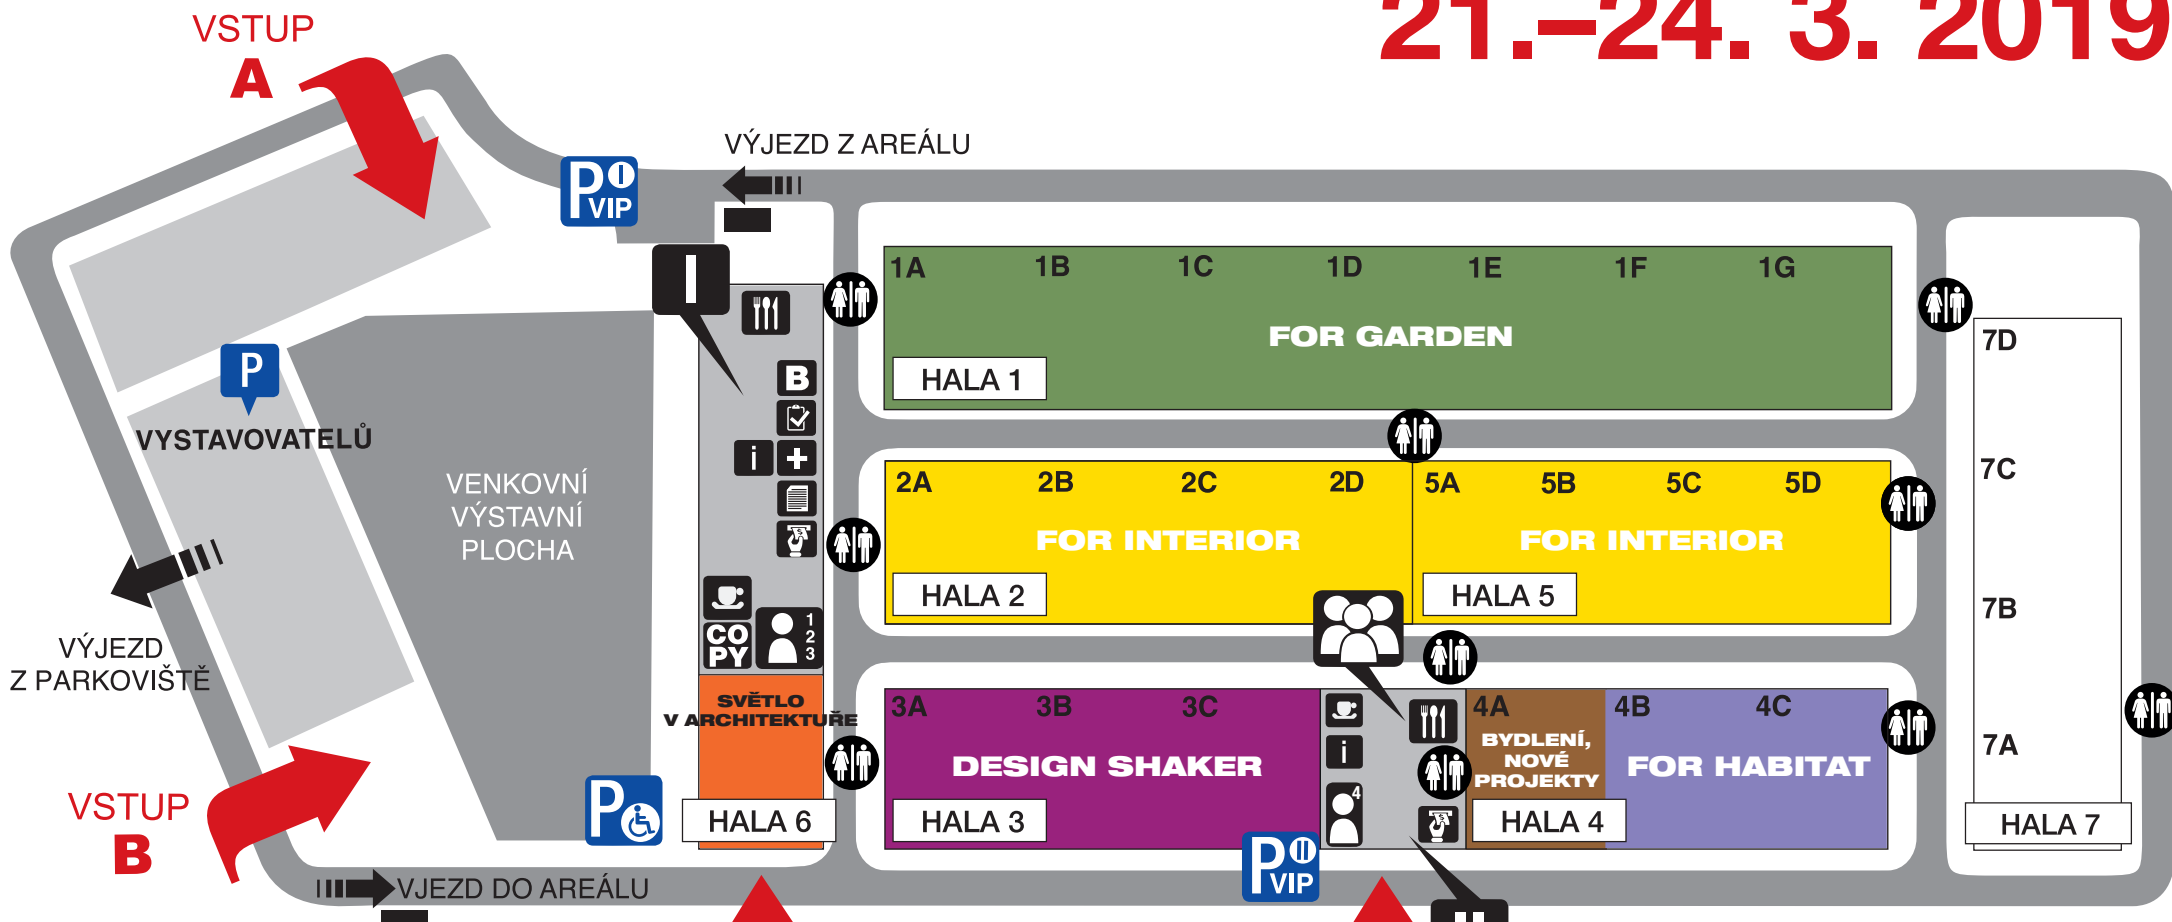 21.–24. 3. 2019
VSTUP
A
VÝJEZD Z AREÁLU
P I
VIP
I
1A 1B 1C 1D 1E 1F 1G
FOR GARDEN
HALA 1
7D
7C
7B
7A
HALA 7
P
VYSTAVOVATELŮ
VENKOVNÍ
VÝSTAVNÍ
PLOCHA
B
i
2A 2B 2C 2D
FOR INTERIOR
HALA 2
5A 5B 5C 5D
FOR INTERIOR
HALA 5
CO
PY
1
2
3
VÝJEZD
Z PARKOVIŠTĚ
SVĚTLO
V ARCHITEKTUŘE
HALA 6
3A 3B 3C
DESIGN SHAKER
HALA 3
i
4
4A
BYDLENÍ,
NOVÉ
PROJEKTY
HALA 4
4B 4C
FOR HABITAT
P
VSTUP
B
P II
VIP
VJEZD DO AREÁLU